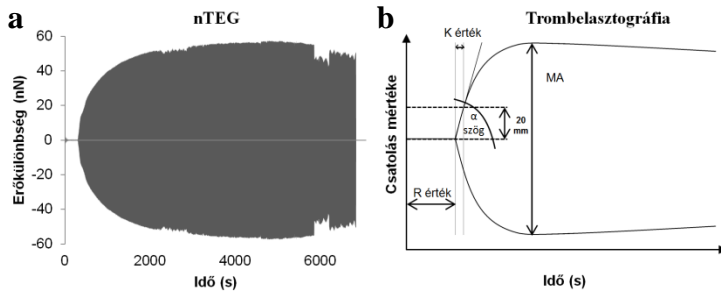 a
nTEG
60
40
20
0
-20
-40
-60
Erőkülönbség (nN)
0
2000
4000
6000
Idő (s)
b
Trombelasztográfia
K érték
MA
α
szög
20
mm
R érték
Csatolás mértéke
Idő (s)